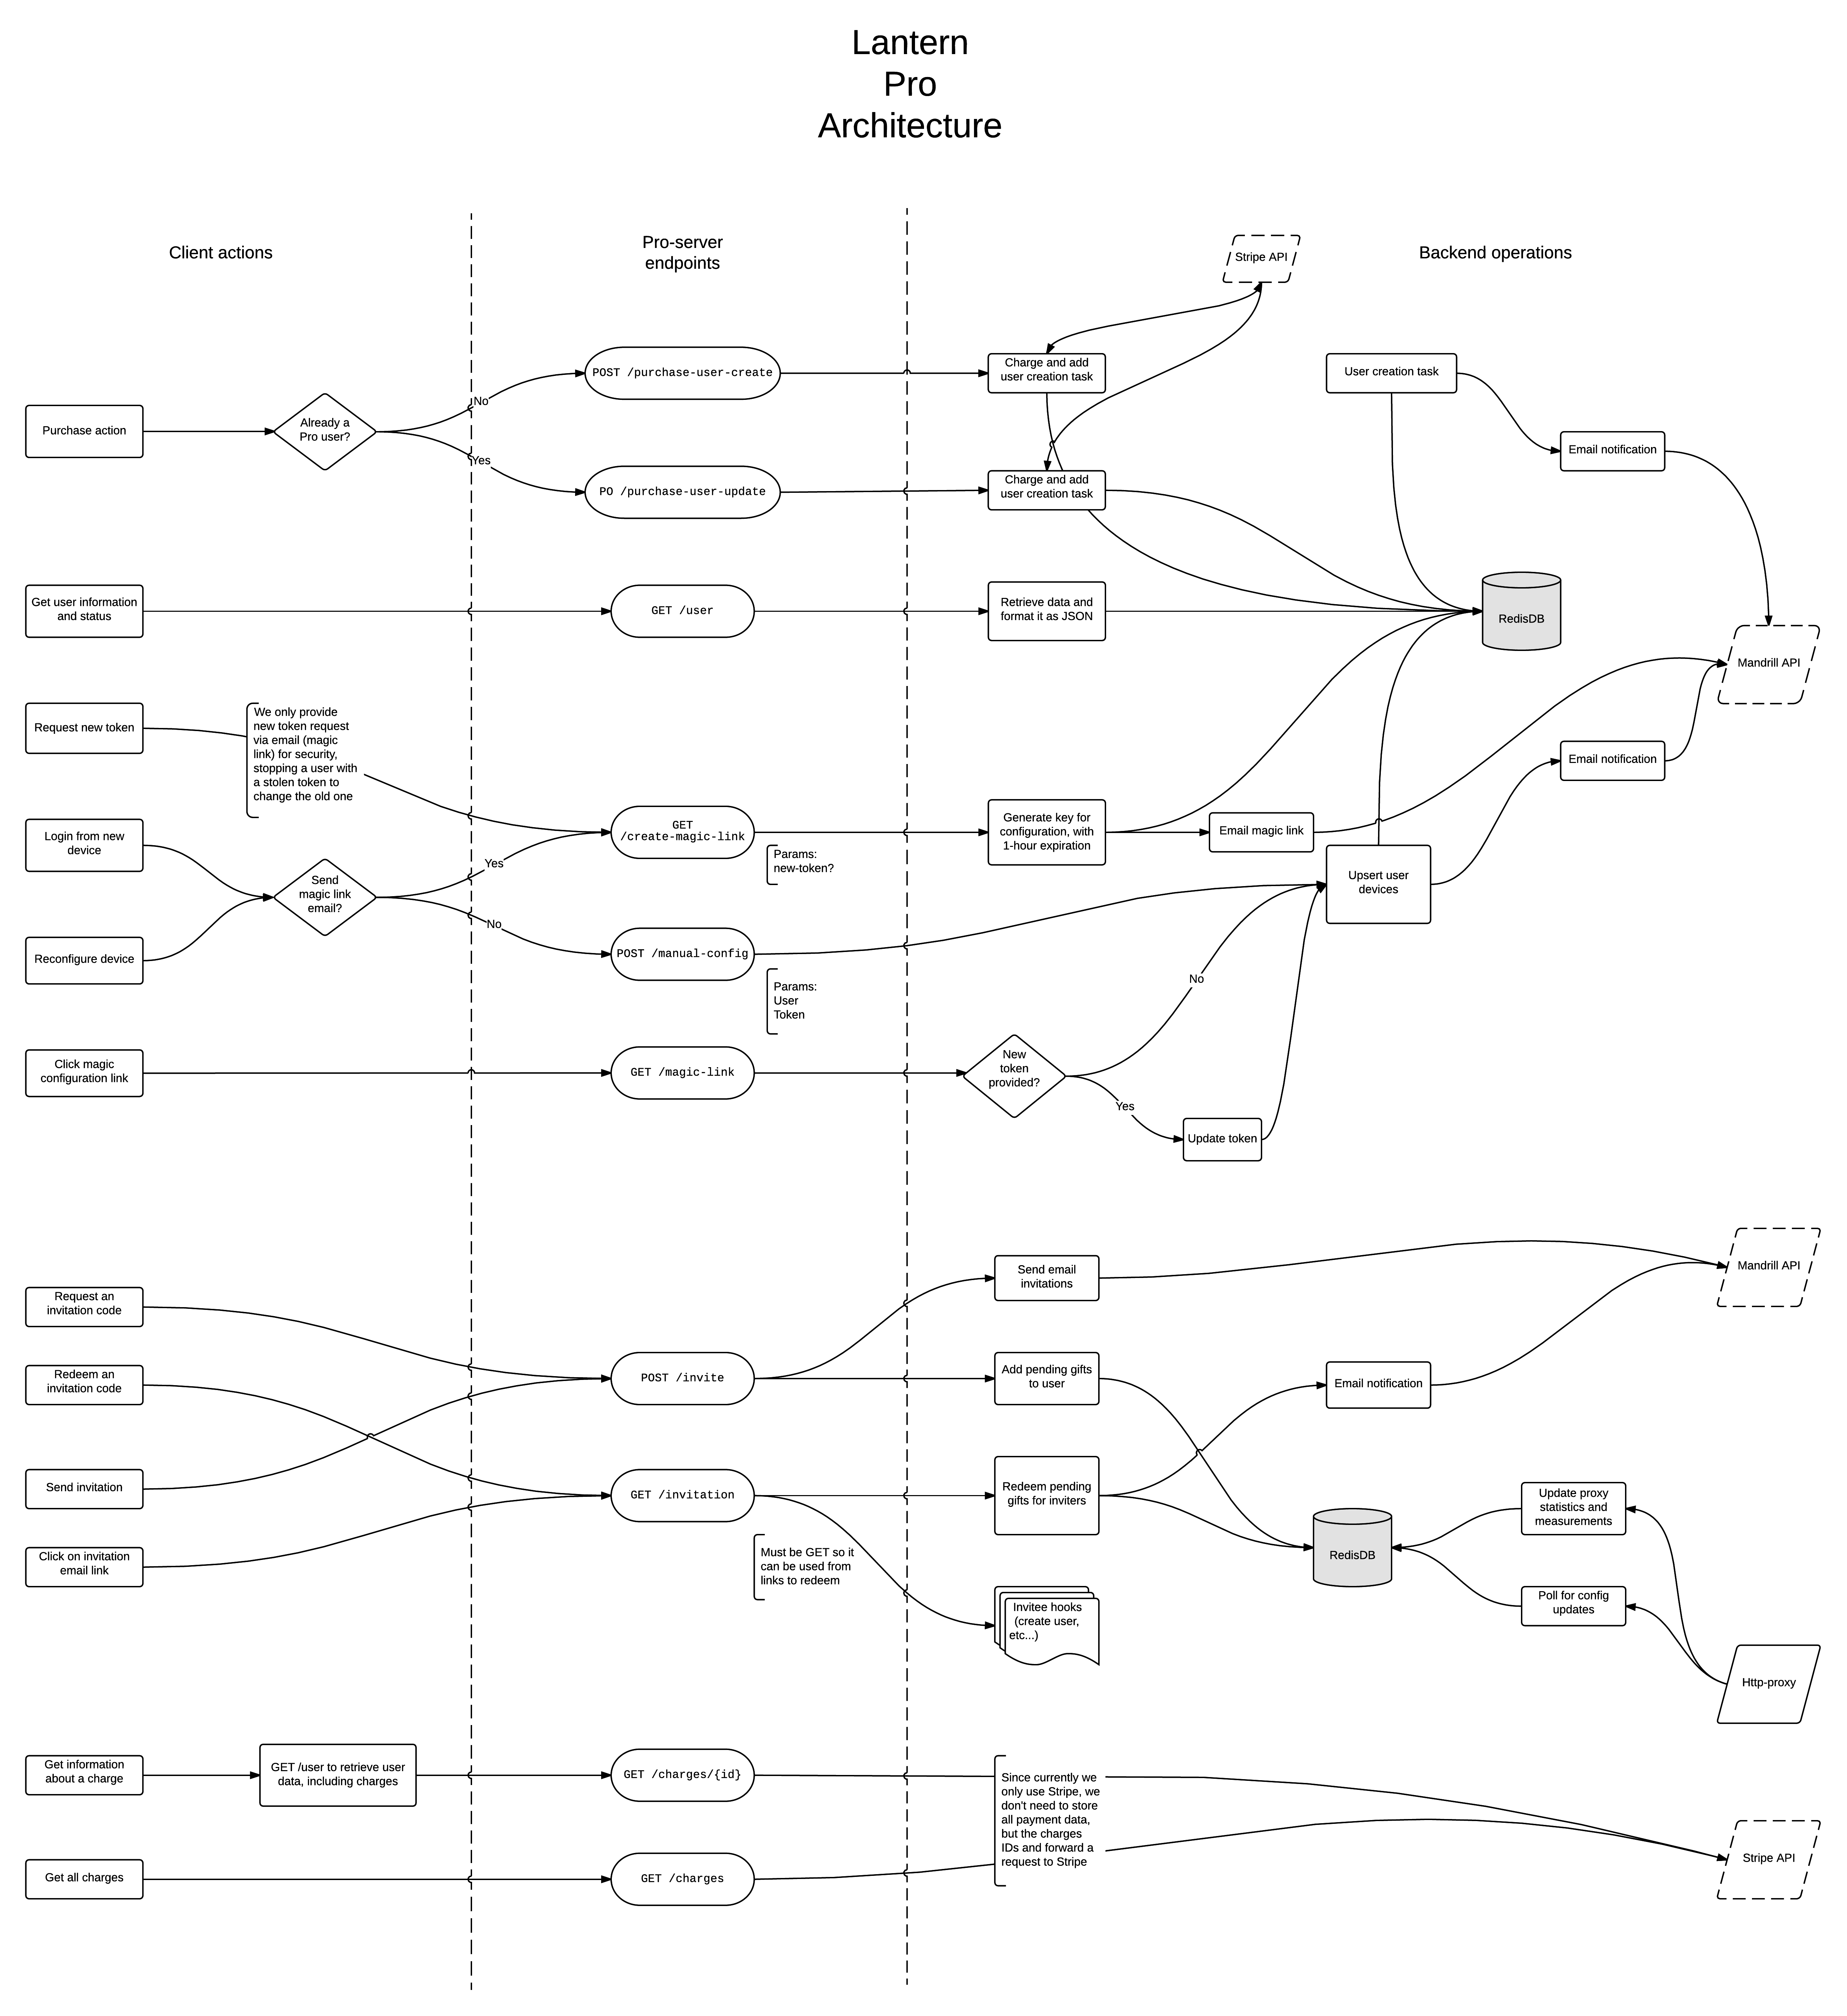 Lantern
Pro
Architecture
Client actions
Pro-server
endpoints
Backend operations
Stripe API
Purchase action
Already a
Pro user?
No
Yes
POST /purchase-user-create
PO /purchase-user-update
Charge and add
user creation task
Charge and add
user creation task
User creation task
Email notification
Get user information
and status
GET /user
Retrieve data and
format it as JSON
RedisDB
Mandrill API
Request new token
We only provide
new token request
via email (magic
link) for security,
stopping a user with
a stolen token to
change the old one
Login from new
device
Reconfigure device
Send
magic link
email?
Yes
No
GET
/create-magic-link
Params:
new-token?
Generate key for
configuration, with
1-hour expiration
Email magic link
Email notification
Upsert user
devices
POST /manual-config
Params:
User
Token
Click magic
configuration link
GET /magic-link
New
token
provided?
No
Yes
Update token
Request an
invitation code
Redeem an
invitation code
Send invitation
Click on invitation
email link
POST /invite
GET /invitation
Must be GET so it
can be used from
links to redeem
Send email
invitations
Add pending gifts
to user
Redeem pending
gifts for inviters
Invitee hooks
(create user,
etc...)
Mandrill API
Email notification
RedisDB
Update proxy
statistics and
measurements
Poll for config
updates
Http-proxy
Get information
about a charge
GET /user to retrieve user
data, including charges
GET /charges/{id}
Since currently we
only use Stripe, we
don't need to store
all payment data,
but the charges
IDs and forward a
request to Stripe
Get all charges
GET /charges
Stripe API